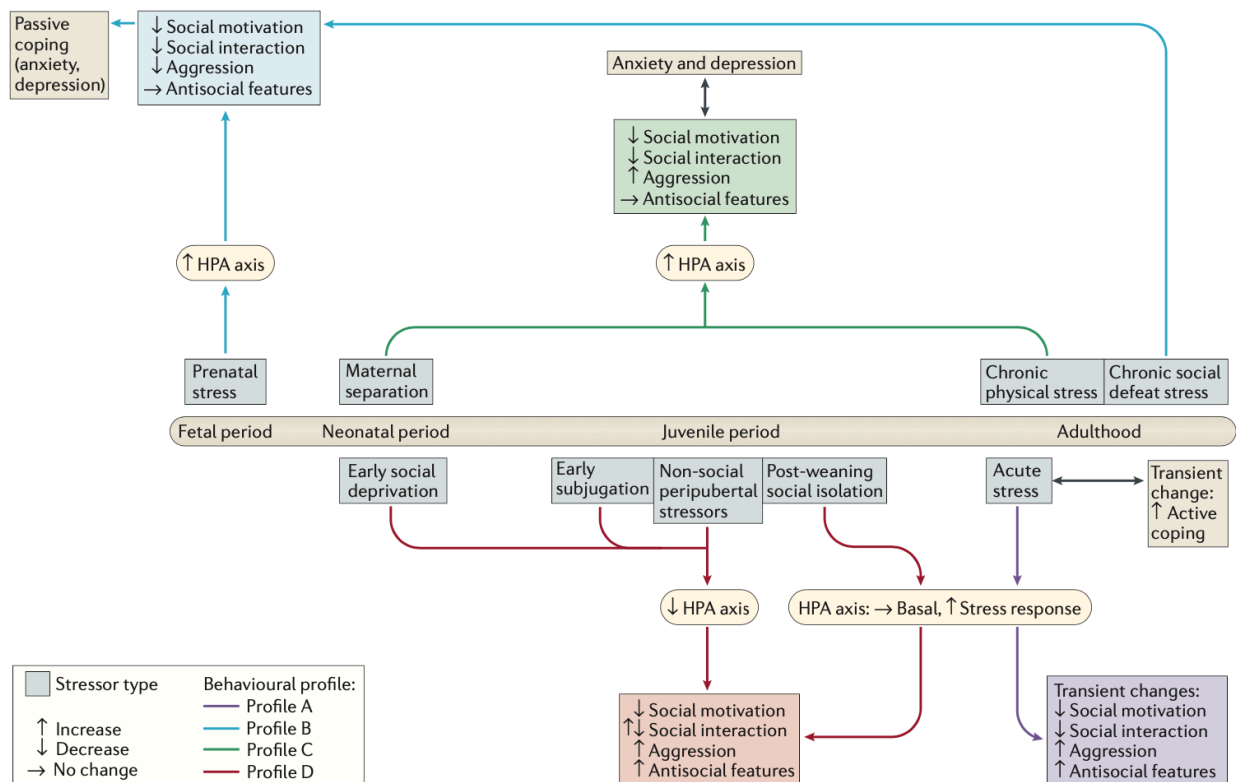 Passive
coping
(anxiety,
depression)
↓ Social motivation
↓ Social interaction
↓ Aggression
→ Antisocial features
Anxiety and depression
↓ Social motivation
↓ Social interaction
↑ Aggression
→ Antisocial features
↑ HPA axis
↑ HPA axis
Prenatal
stress
Maternal
separation
Chronic
physical stress
Chronic social
defeat stress
Fetal period
Neonatal period
Juvenile period
Adulthood
Early social
deprivation
Early
subjugation
Non-social
peripubertal
stressors
Post-weaning
social isolation
Acute
stress
Transient
change:
↑ Active
coping
↓ HPA axis
HPA axis: → Basal, ↑ Stress response
Stressor type
↑ Increase
↓ Decrease
→ No change
Behavioural profile:
Profile A
Profile B
Profile C
Profile D
↓ Social motivation
↑↓ Social interaction
↑ Aggression
↑ Antisocial features
Transient changes:
↓ Social motivation
↓ Social interaction
↑ Aggression
↑ Antisocial features